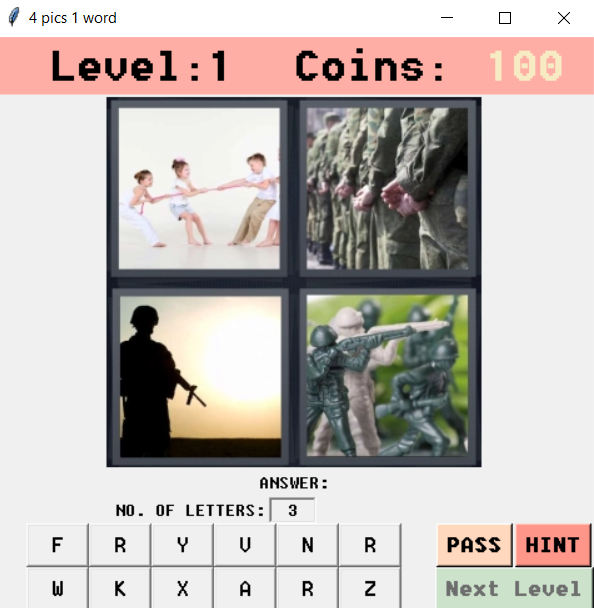 4 pics 1 word
Level:1 Coins: 100
ANSWER:
NO. OF LETTERS: 3
F R Y V N R
PASS HINT
W K X A R Z
Next Level